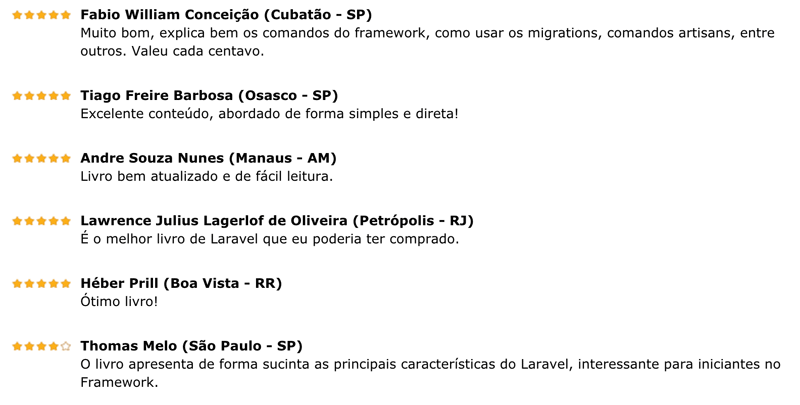 Fabio William Conceição (Cubatão - SP)
Muito bom, explica bem os comandos do framework, como usar os migrations, comandos artisans, entre
outros. Valeu cada centavo.
Tiago Freire Barbosa (Osasco - SP)
Excelente conteúdo, abordado de forma simples e direta!
Andre Souza Nunes (Manaus - AM)
Livro bem atualizado e de fácil leitura.
Lawrence Julius Lagerlof de Oliveira (Petrópolis - RJ)
É o melhor livro de Laravel que eu poderia ter comprado.
Héber Prill (Boa Vista - RR)
Ótimo livro!
Thomas Melo (São Paulo - SP)
O livro apresenta de forma sucinta as principais características do Laravel, interessante para iniciantes no
Framework.